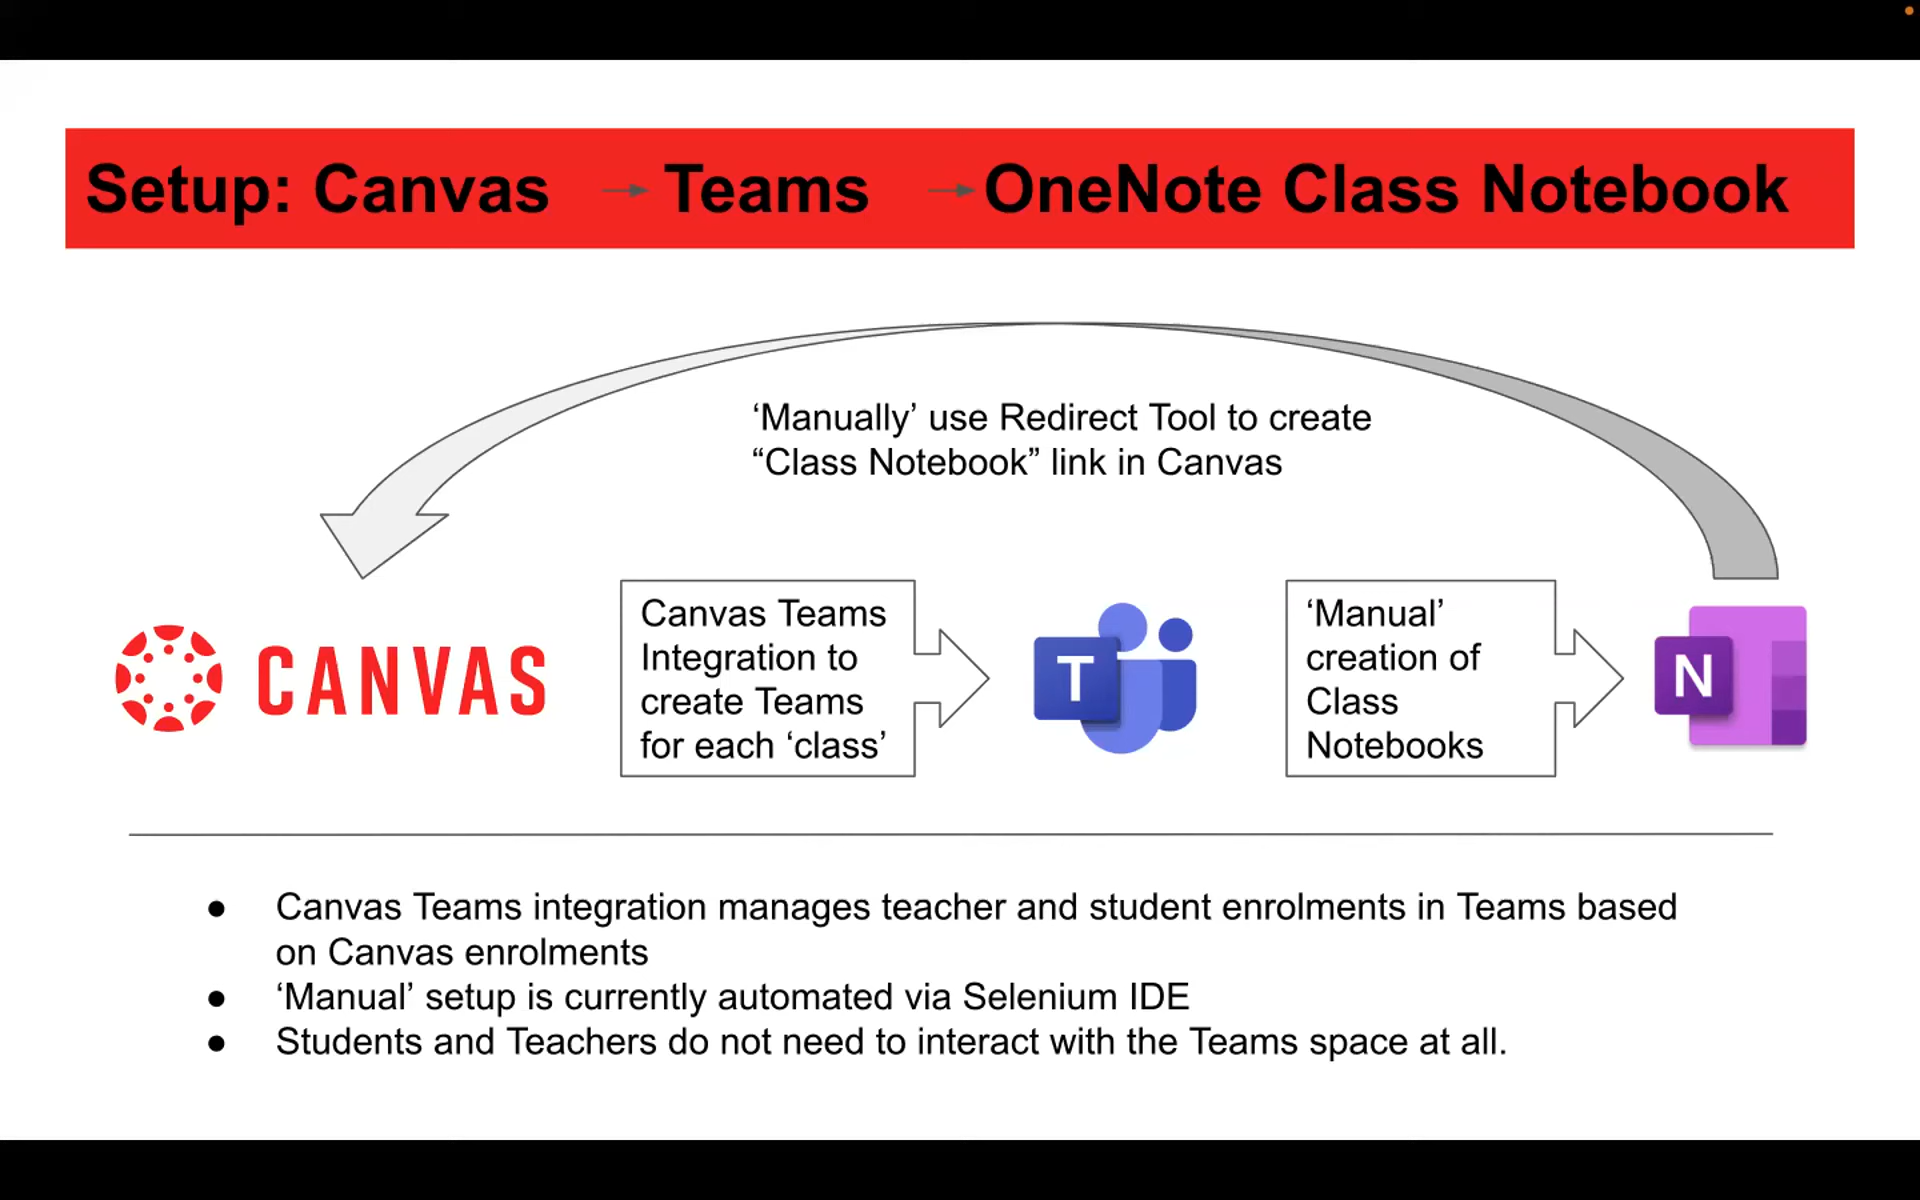 Setup: Canvas → Teams → OneNote Class Notebook
‘Manually’ use Redirect Tool to create
“Class Notebook” link in Canvas
CANVAS
Canvas Teams
Integration to
create Teams
for each ‘class’
T
‘Manual’
creation of
Class
Notebooks
N
● Canvas Teams integration manages teacher and student enrolments in Teams based
on Canvas enrolments
● ‘Manual’ setup is currently automated via Selenium IDE
● Students and Teachers do not need to interact with the Teams space at all.